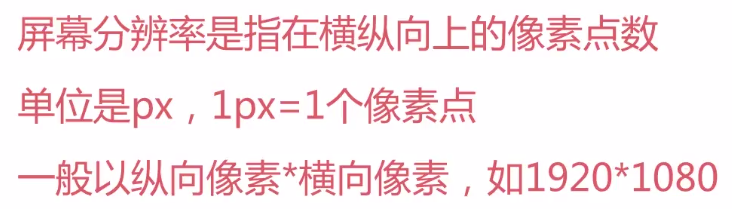 屏幕分辨率是指在横纵向上的像素点数
单位是px，1px=1个像素点
一般以纵向像素*横向像素，如1920*1080